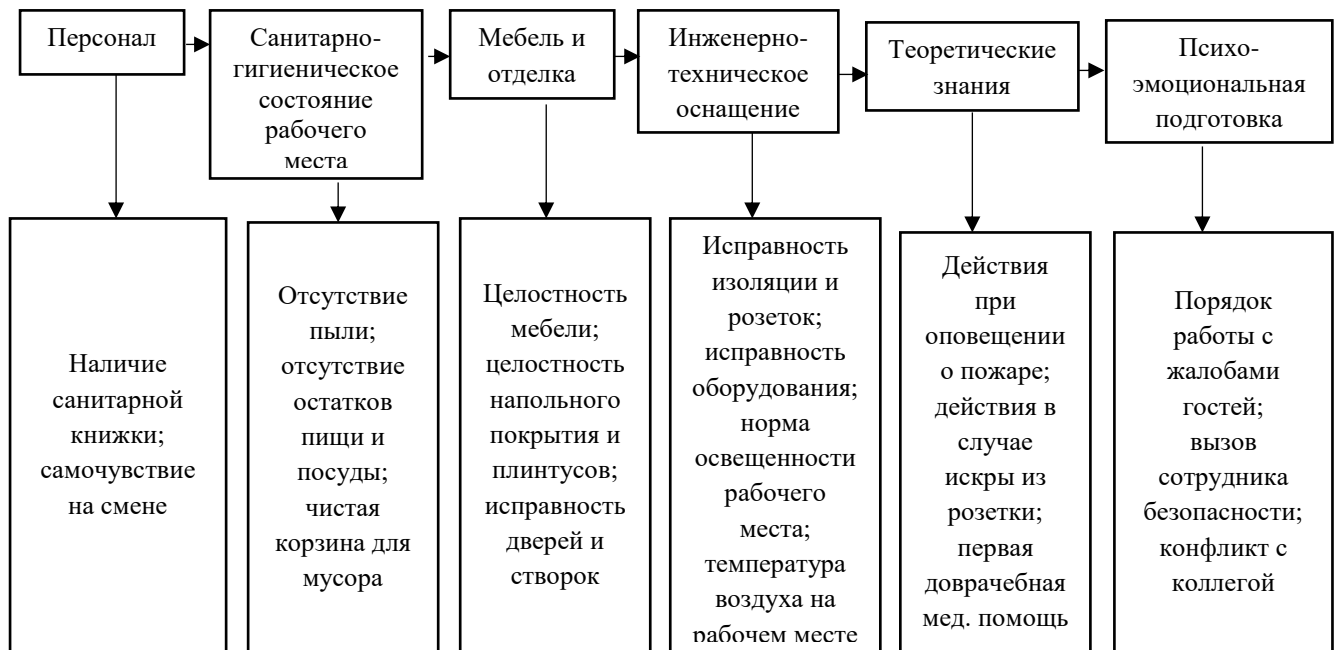 Персонал
Санитарно-
гигиеническое
состояние
рабочего
места
Мебель и
отделка
Инженерно-
техническое
оснащение
Теоретические
знания
Психо-
эмоциональная
подготовка
Наличие
санитарной
книжки;
самочувствие
на смене
Отсутствие
пыли;
отсутствие
остатков
пищи и
посуды;
чистая
корзина для
мусора
Целостность
мебели;
целостность
напольного
покрытия и
плинтусов;
исправность
дверей и
створок
Исправность
изоляции и
розеток;
исправность
оборудования;
норма
освещенности
рабочего
места;
температура
воздуха на
рабочем месте
Действия
при
оповещении
о пожаре;
действия в
случае
искры из
розетки;
первая
доврачебная
мед. помощь
Порядок
работы с
жалобами
гостей;
вызов
сотрудника
безопасности;
конфликт с
коллегой